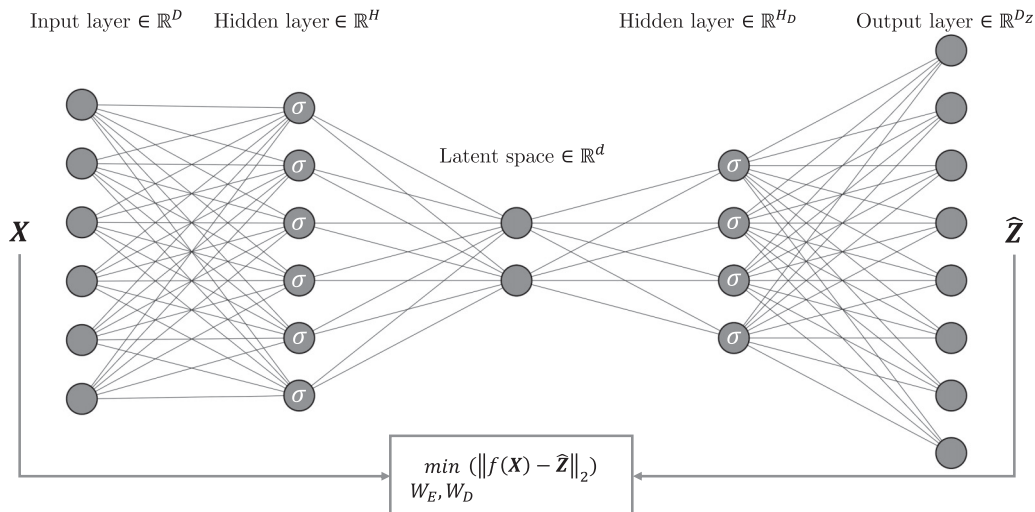 Input layer ∈ ℝ^D
Hidden layer ∈ ℝ^H
Hidden layer ∈ ℝ^{H_D}
Output layer ∈ ℝ^{D_Z}
Latent space ∈ ℝ^d
σ
σ
σ
σ
σ
σ
σ
σ
σ
σ
X
Ẑ
min (‖f(X) − Ẑ‖₂)
W_E, W_D